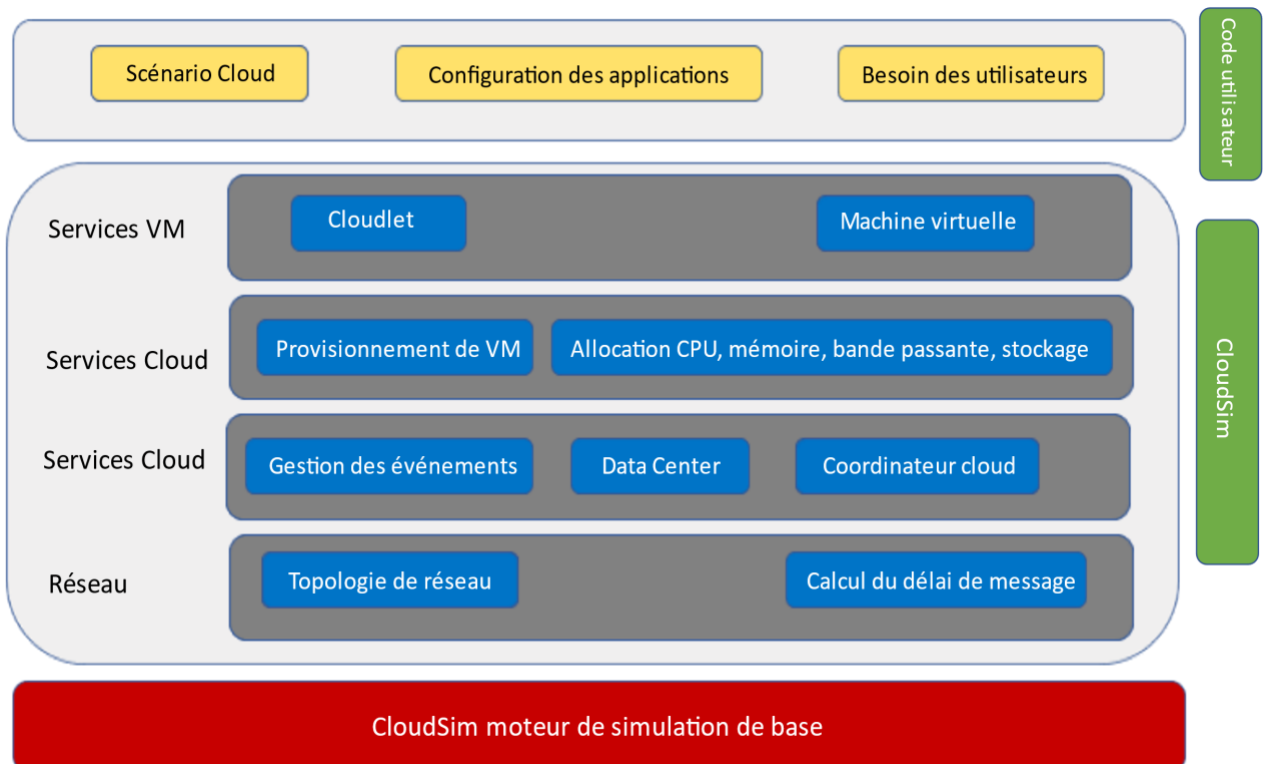 Scénario Cloud
Configuration des applications
Besoin des utilisateurs
Code utilisateur
Services VM
Cloudlet
Machine virtuelle
Services Cloud
Provisionnement de VM
Allocation CPU, mémoire, bande passante, stockage
CloudSim
Services Cloud
Gestion des événements
Data Center
Coordinateur cloud
Réseau
Topologie de réseau
Calcul du délai de message
CloudSim moteur de simulation de base